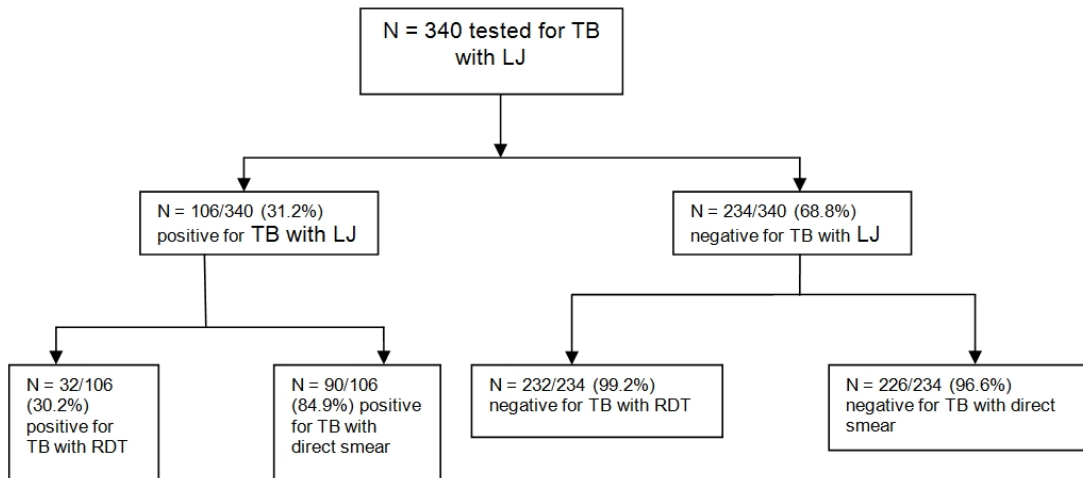 N = 340 tested for TB
with LJ
N = 106/340 (31.2%)
positive for TB with LJ
N = 234/340 (68.8%)
negative for TB with LJ
N = 32/106
(30.2%)
positive for
TB with RDT
N = 90/106
(84.9%) positive
for TB with
direct smear
N = 232/234 (99.2%)
negative for TB with RDT
N = 226/234 (96.6%)
negative for TB with direct
smear